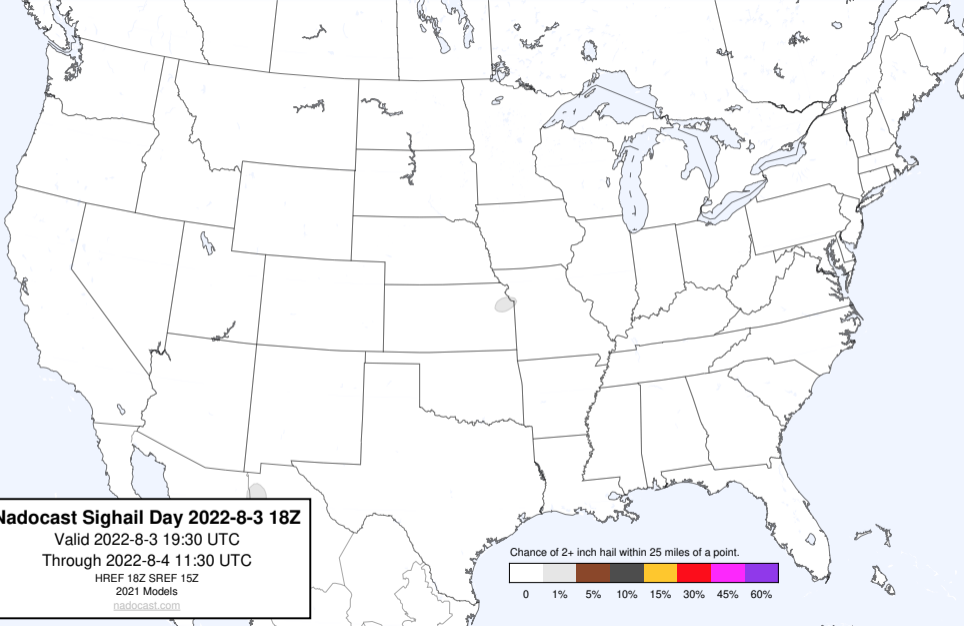 Nadocast Sighail Day 2022-8-3 18Z
Valid 2022-8-3 19:30 UTC
Through 2022-8-4 11:30 UTC
HREF 18Z SREF 15Z
2021 Models
nadocast.com
Chance of 2+ inch hail within 25 miles of a point.
0 1% 5% 10% 15% 30% 45% 60%